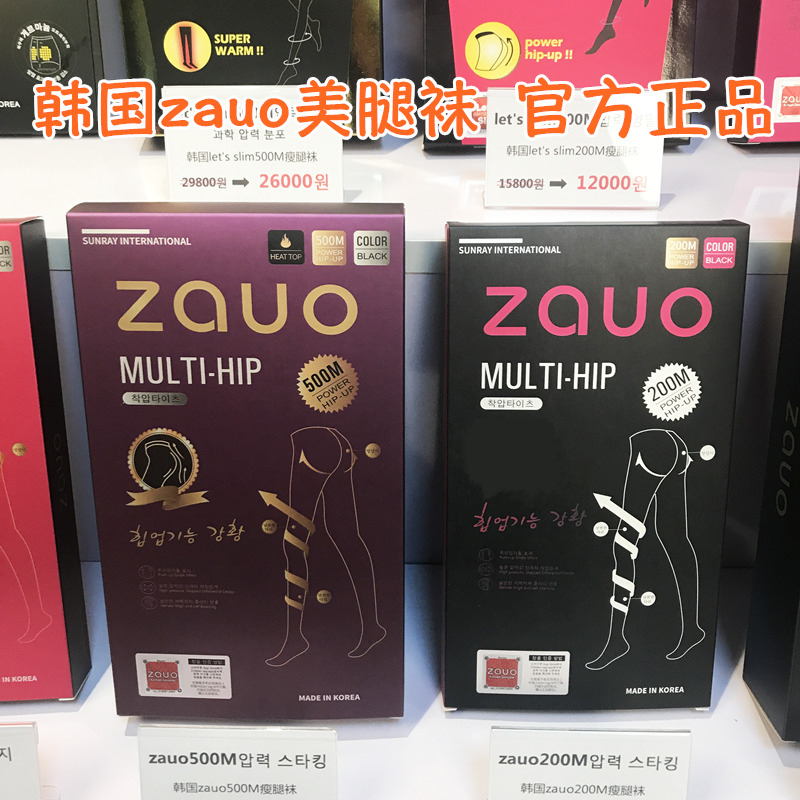 SUPER
WARM !!
power
hip-up !!
KOREA
韩国zauo美腿袜 官方正品
과학 압력 분포
韩国let's slim500M瘦腿袜
29800원 ➡ 26000원
let's
韩国let's slim200M瘦腿袜
15800원 ➡ 12000원
SUNRAY INTERNATIONAL
HEAT TOP
500M
POWER
HIP-UP
COLOR
BLACK
zauo
MULTI-HIP
착압타이즈
500M
POWER
HIP-UP
힙업기능 강황
zauo
MADE IN KOREA
SUNRAY INTERNATIONAL
200M
POWER
HIP-UP
COLOR
BLACK
zauo
MULTI-HIP
착압타이즈
200M
POWER
HIP-UP
힙업기능 강황
zauo
MADE IN KOREA
IN KOREA
zauo
zauo500M압력 스타킹
韩国zauo500M瘦腿袜
zauo200M압력 스타킹
韩国zauo200M瘦腿袜
지